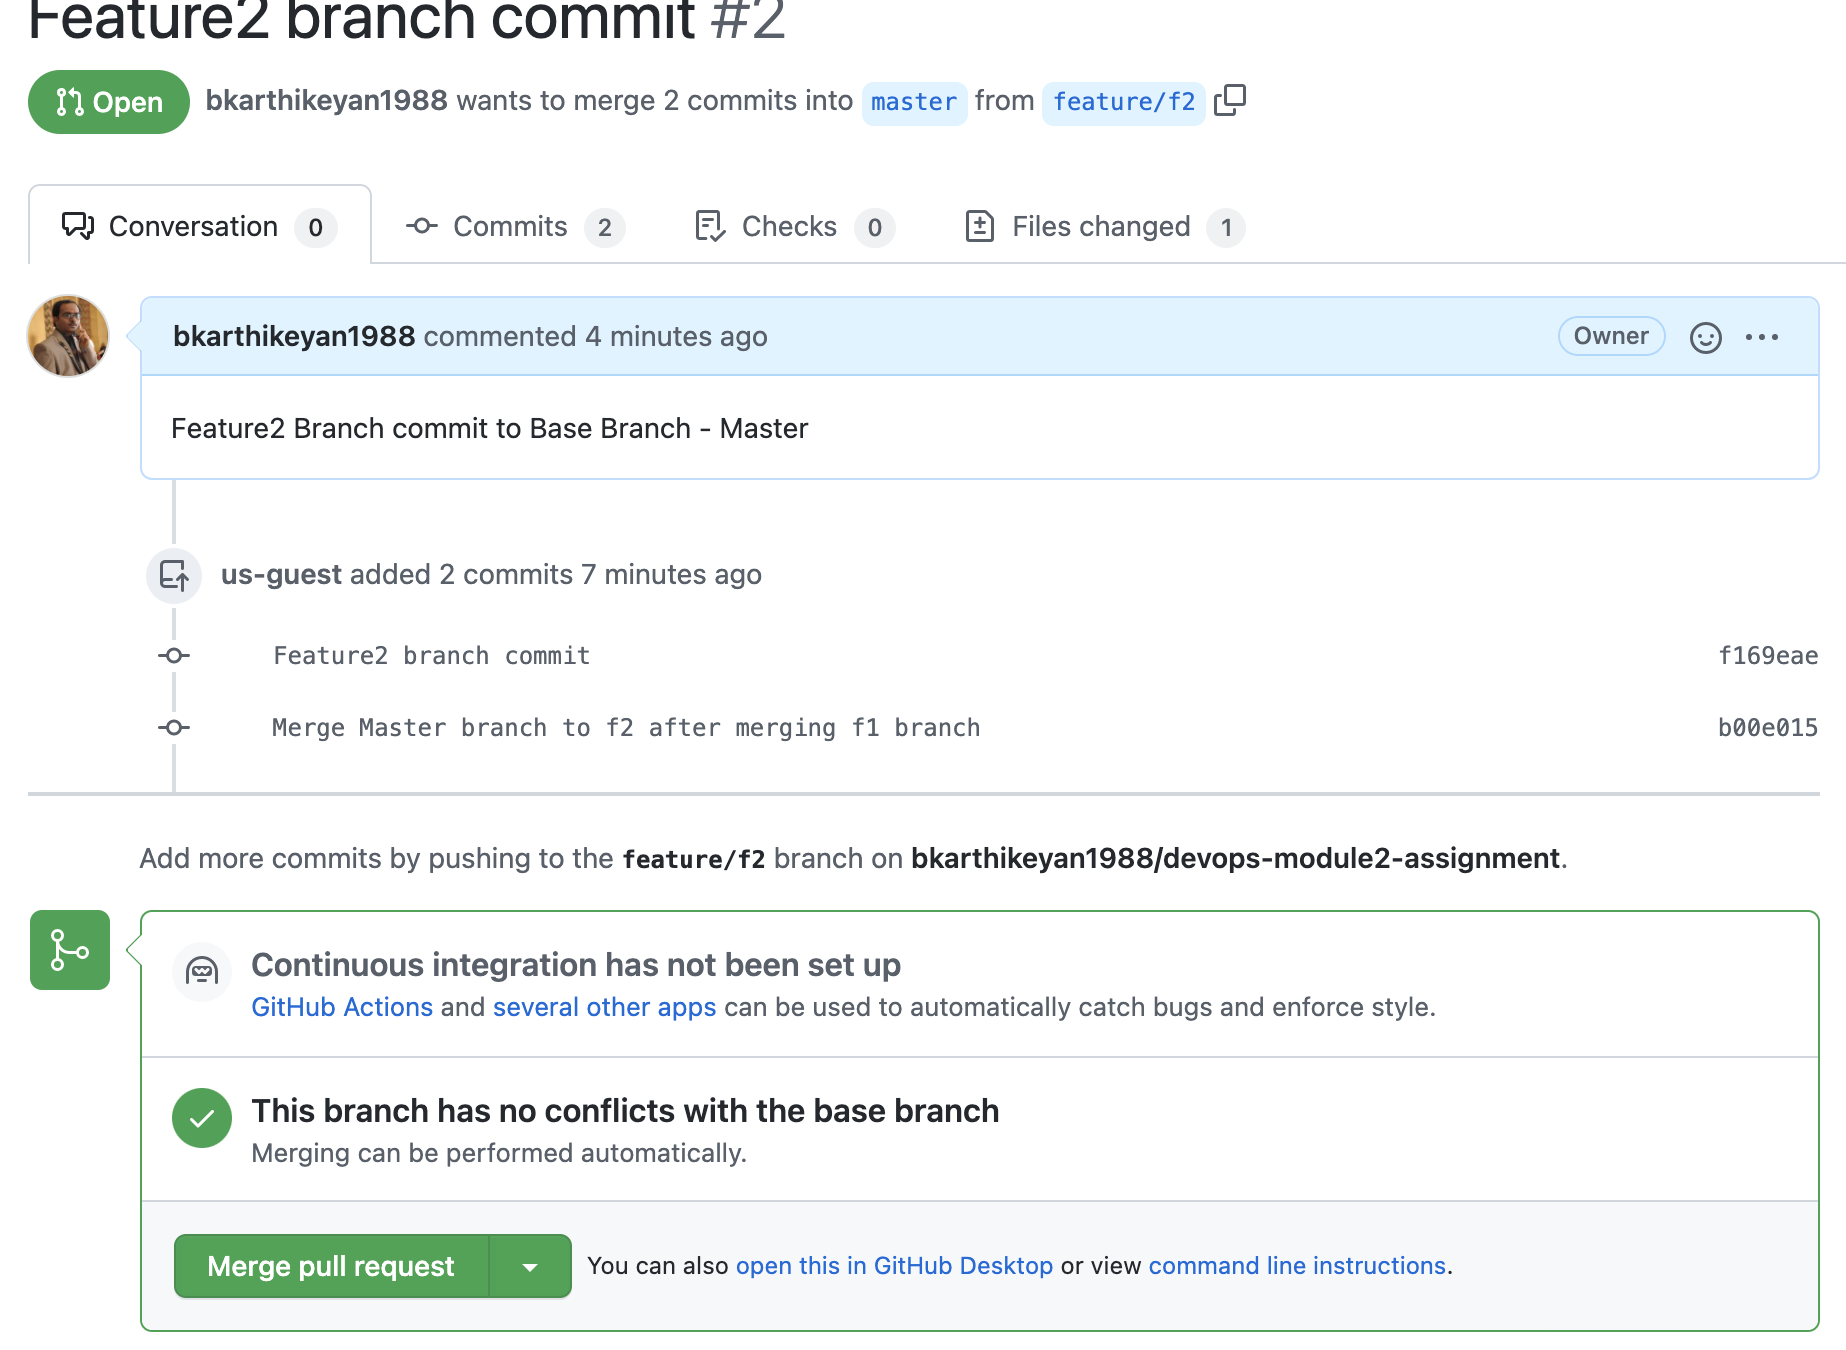 Feature2 branch commit #2
Open bkarthikeyan1988 wants to merge 2 commits into master from feature/f2
Conversation 0 Commits 2 Checks 0 Files changed 1
bkarthikeyan1988 commented 4 minutes ago Owner
Feature2 Branch commit to Base Branch - Master
us-guest added 2 commits 7 minutes ago
Feature2 branch commit f169eae
Merge Master branch to f2 after merging f1 branch b00e015
Add more commits by pushing to the feature/f2 branch on bkarthikeyan1988/devops-module2-assignment.
Continuous integration has not been set up
GitHub Actions and several other apps can be used to automatically catch bugs and enforce style.
This branch has no conflicts with the base branch
Merging can be performed automatically.
Merge pull request You can also open this in GitHub Desktop or view command line instructions.